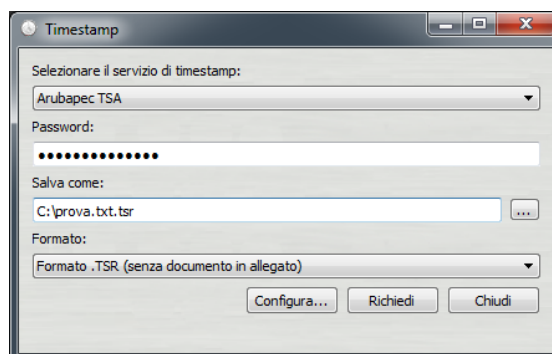 Timestamp
Selezionare il servizio di timestamp:
Arubapec TSA
Password:
●●●●●●●●●●●●●●
Salva come:
C:\prova.txt.tsr
...
Formato:
Formato .TSR (senza documento in allegato)
Configura... Richiedi Chiudi